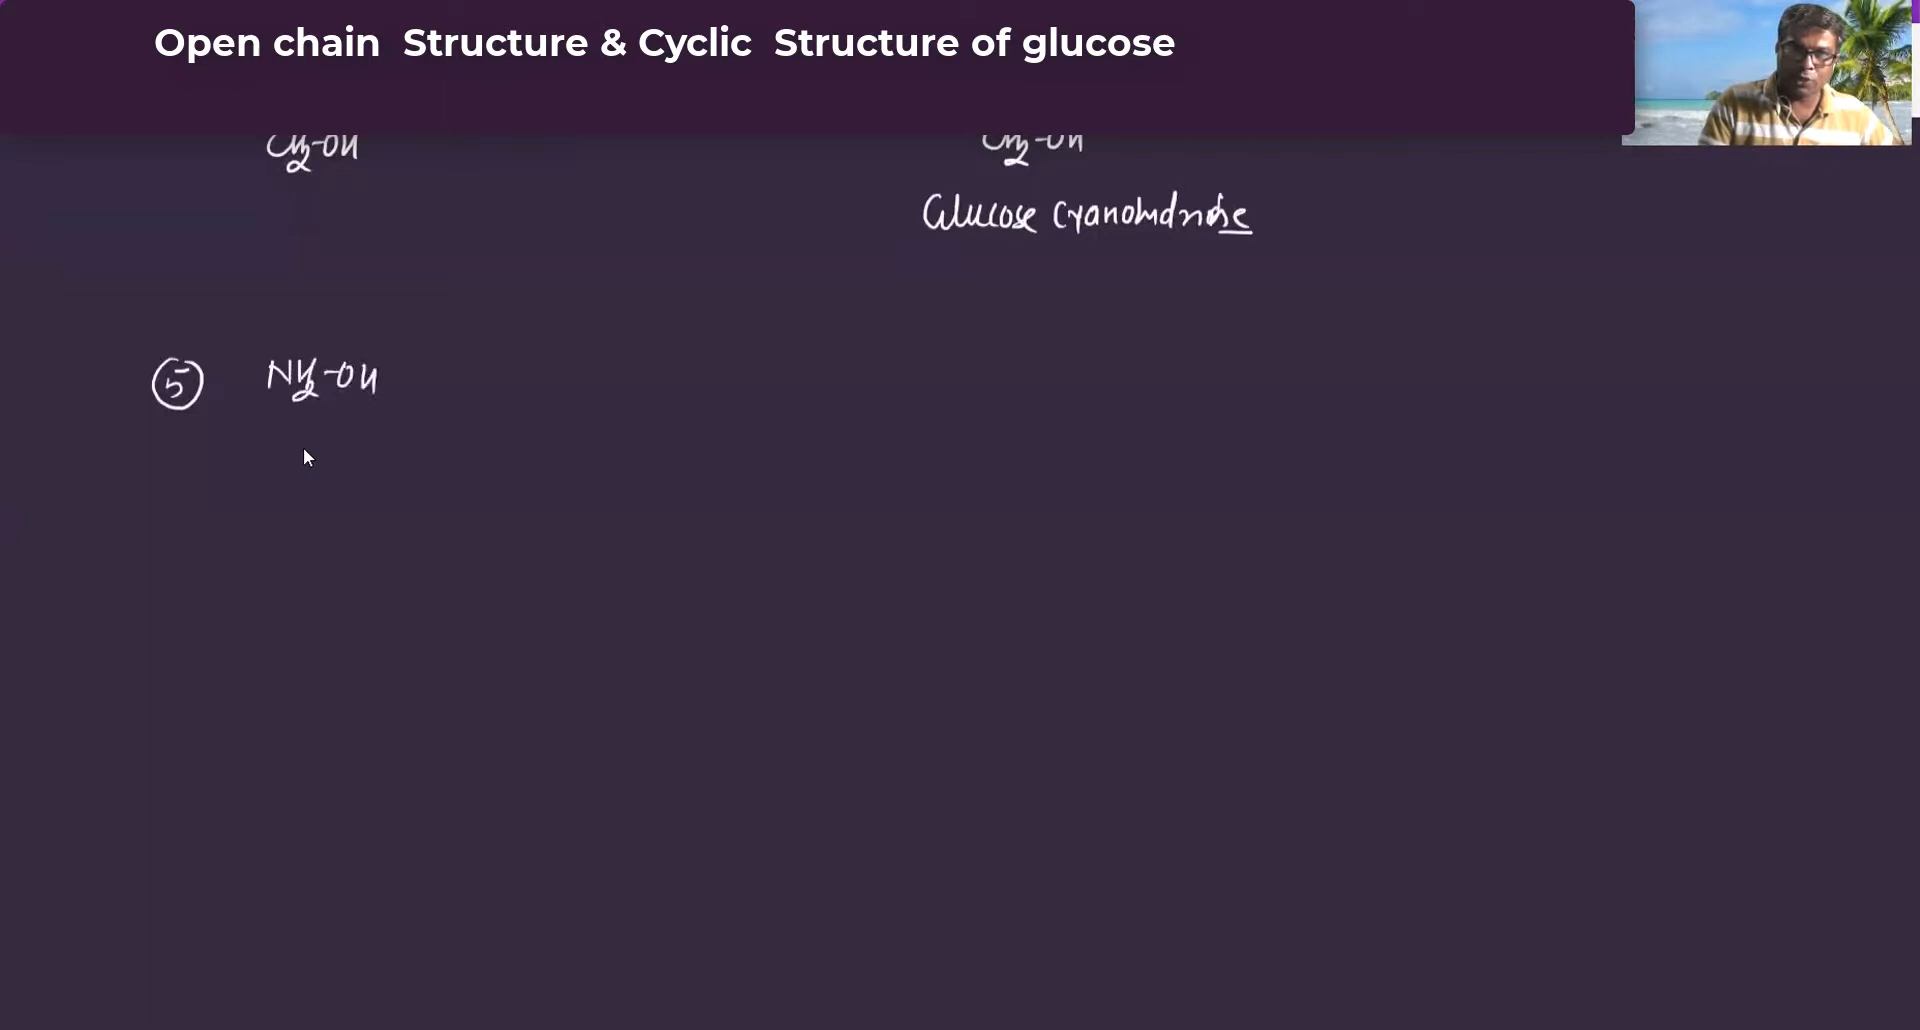 Open chain Structure & Cyclic Structure of glucose
CH2-OH CH2-OH
Glucose Cyanohydrine
5 NH2-OH